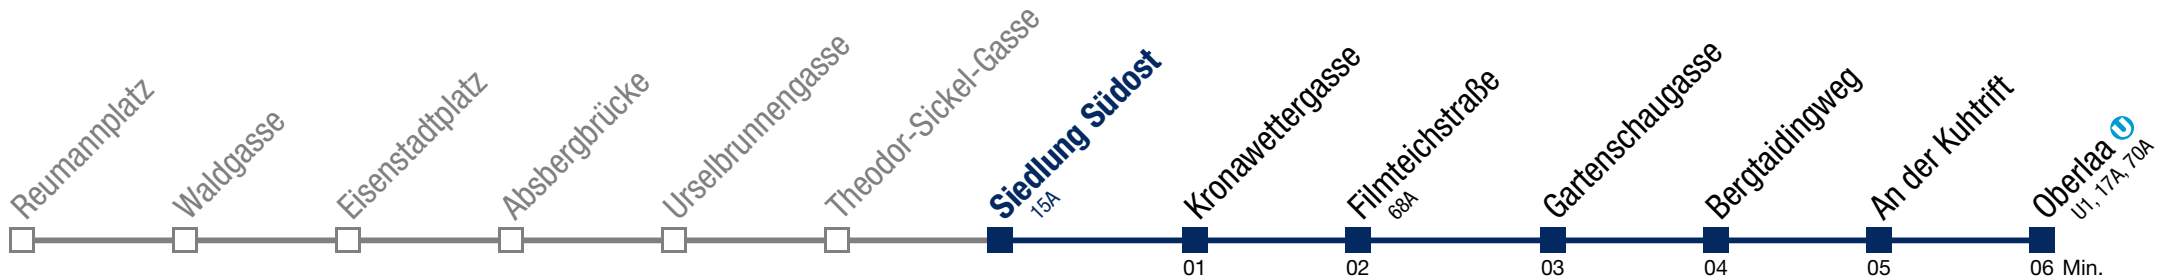 Reumannplatz
Waldgasse
Eisenstadtplatz
Absbergbrücke
Urselbrunnengasse
Theodor-Sickel-Gasse
Siedlung Südost
15A
Kronawettergasse
Filmteichstraße
68A
Gartenschaugasse
Bergtaidingweg
An der Kuhtrift
Oberlaa U
U1, 17A, 70A
01 02 03 04 05 06 Min.